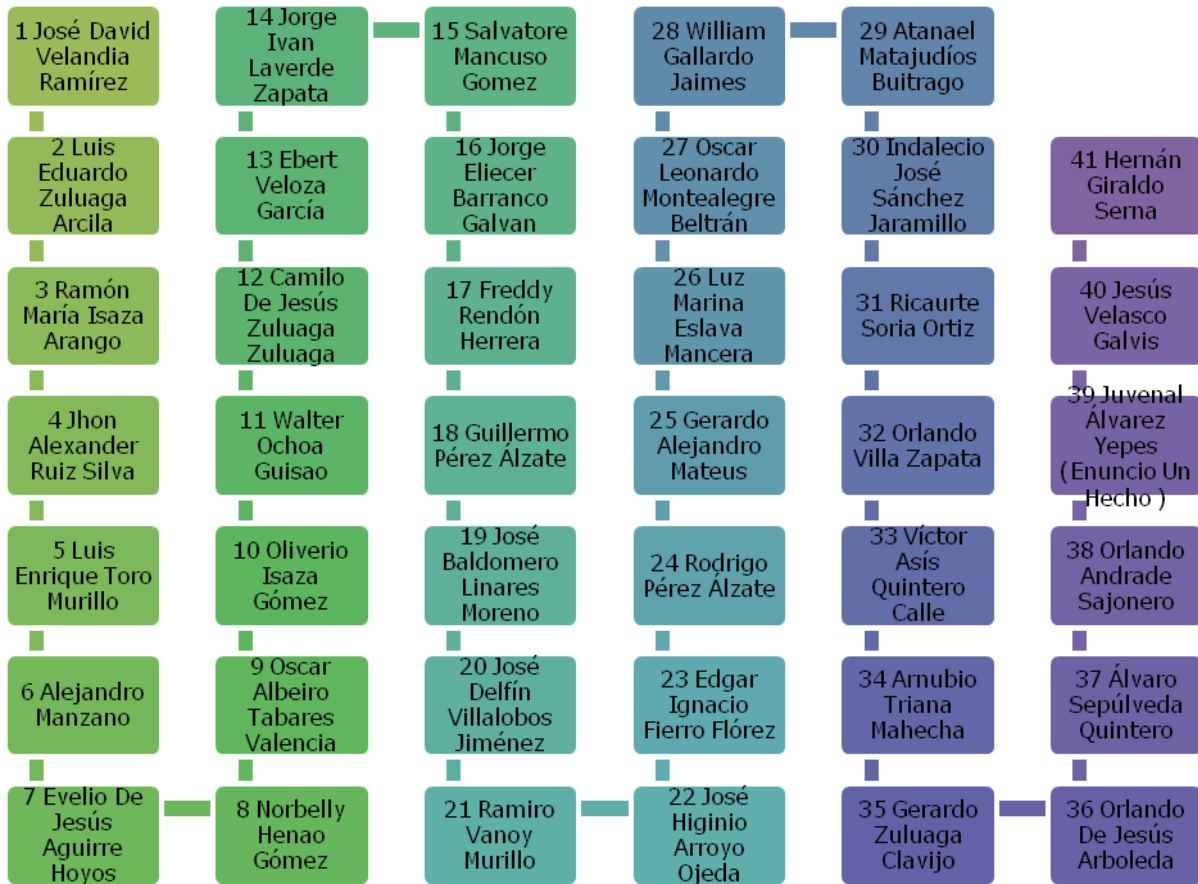 1 José David
Velandia
Ramírez
2 Luis
Eduardo
Zuluaga
Arcila
3 Ramón
María Isaza
Arango
4 Jhon
Alexander
Ruiz Silva
5 Luis
Enrique Toro
Murillo
6 Alejandro
Manzano
7 Evelio De
Jesús
Aguirre
Hoyos
8 Norbelly
Henao
Gómez
9 Oscar
Albeiro
Tabares
Valencia
10 Oliverio
Isaza
Gómez
11 Walter
Ochoa
Guisao
12 Camilo
De Jesús
Zuluaga
Zuluaga
13 Ebert
Veloza
García
14 Jorge
Ivan
Laverde
Zapata
15 Salvatore
Mancuso
Gomez
16 Jorge
Eliecer
Barranco
Galvan
17 Freddy
Rendón
Herrera
18 Guillermo
Pérez Álzate
19 José
Baldomero
Linares
Moreno
20 José
Delfín
Villalobos
Jiménez
21 Ramiro
Vanoy
Murillo
22 José
Higinio
Arroyo
Ojeda
23 Edgar
Ignacio
Fierro Flórez
24 Rodrigo
Pérez Álzate
25 Gerardo
Alejandro
Mateus
26 Luz
Marina
Eslava
Mancera
27 Oscar
Leonardo
Montealegre
Beltrán
28 William
Gallardo
Jaimes
29 Atanael
Matajudíos
Buitrago
30 Indalecio
José
Sánchez
Jaramillo
31 Ricaurte
Soria Ortiz
32 Orlando
Villa Zapata
33 Víctor
Asís
Quintero
Calle
34 Arnubio
Triana
Mahecha
35 Gerardo
Zuluaga
Clavijo
36 Orlando
De Jesús
Arboleda
37 Álvaro
Sepúlveda
Quintero
38 Orlando
Andrade
Sajonero
39 Juvenal
Álvarez
Yepes
( Enuncio Un
Hecho )
40 Jesús
Velasco
Galvis
41 Hernán
Giraldo
Serna